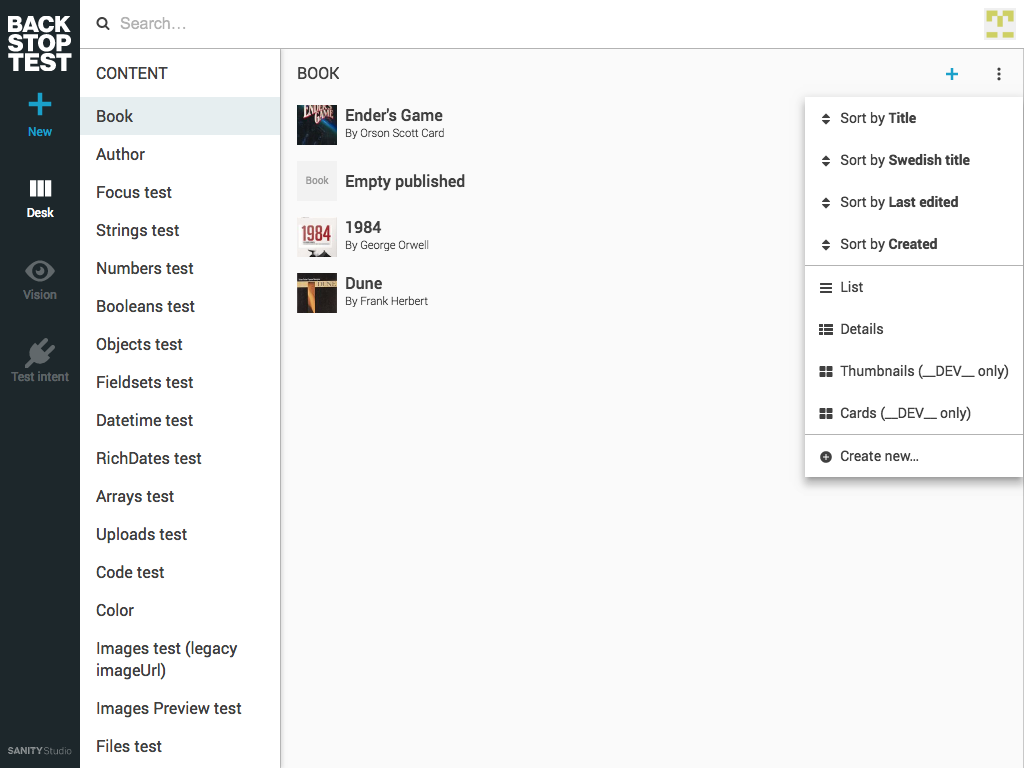 BACK
STOP
TEST
Search…
New
Desk
Vision
Test intent
SANITY Studio
CONTENT
Book
Author
Focus test
Strings test
Numbers test
Booleans test
Objects test
Fieldsets test
Datetime test
RichDates test
Arrays test
Uploads test
Code test
Color
Images test (legacy
imageUrl)
Images Preview test
Files test
BOOK
ENDER'S
GAME
Ender's Game
By Orson Scott Card
Book
Empty published
1984
1984
By George Orwell
DUNE
Dune
By Frank Herbert
Sort by Title
Sort by Swedish title
Sort by Last edited
Sort by Created
List
Details
Thumbnails (__DEV__ only)
Cards (__DEV__ only)
Create new...